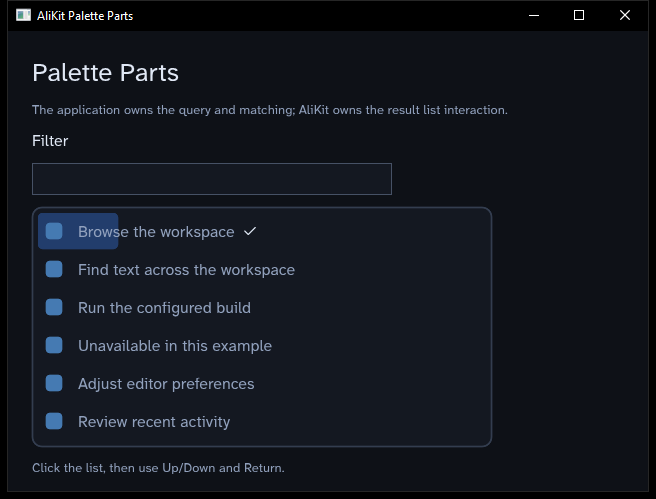 AliKit Palette Parts
Palette Parts
The application owns the query and matching; AliKit owns the result list interaction.
Filter
Browse the workspace
Find text across the workspace
Run the configured build
Unavailable in this example
Adjust editor preferences
Review recent activity
Click the list, then use Up/Down and Return.